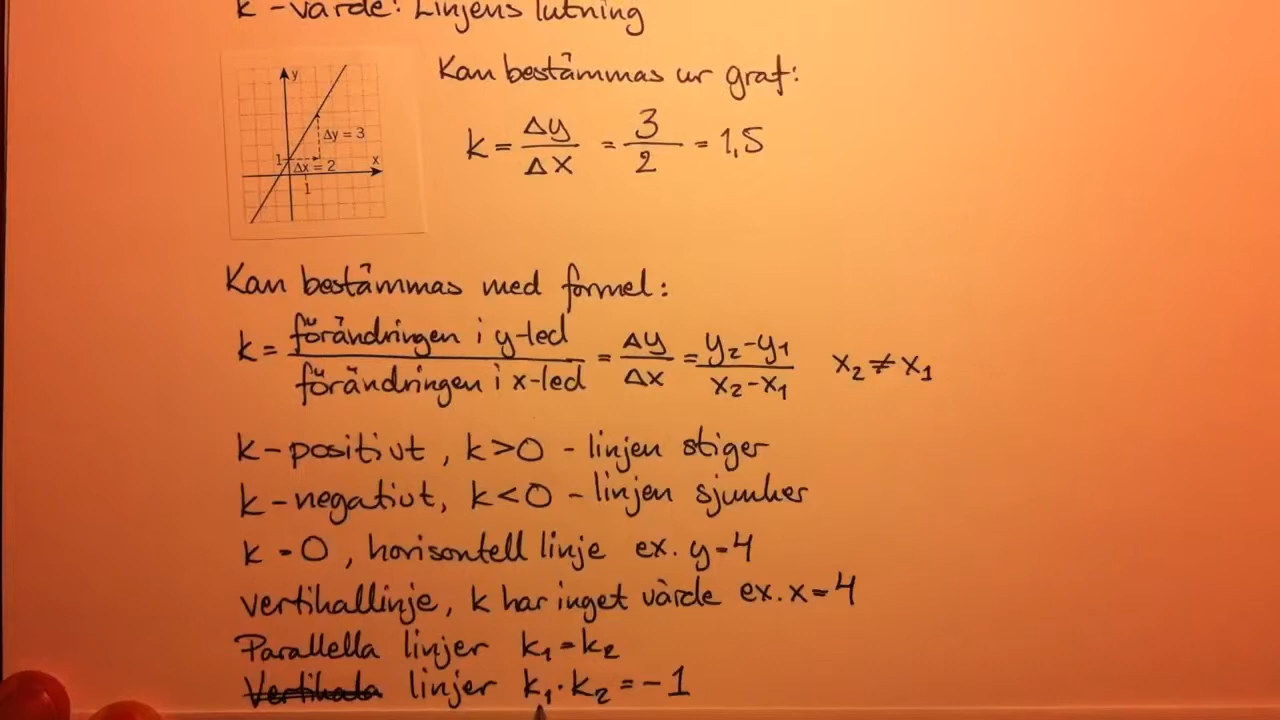 k-värde: Linjens lutning
Kan bestämmas ur graf:
y
Δy = 3
k = Δy/Δx = 3/2 = 1,5
1
Δx = 2
x
1
Kan bestämmas med formel:
k = förändringen i y-led/förändringen i x-led = Δy/Δx = y₂-y₁/x₂-x₁ x₂≠x₁
k-positivt, k>0 - linjen stiger
k-negativt, k<0 - linjen sjunker
k=0, horisontell linje ex. y=4
vertikallinje, k har inget värde ex. x=4
Parallella linjer k₁=k₂
Vertikala linjer k₁·k₂=-1